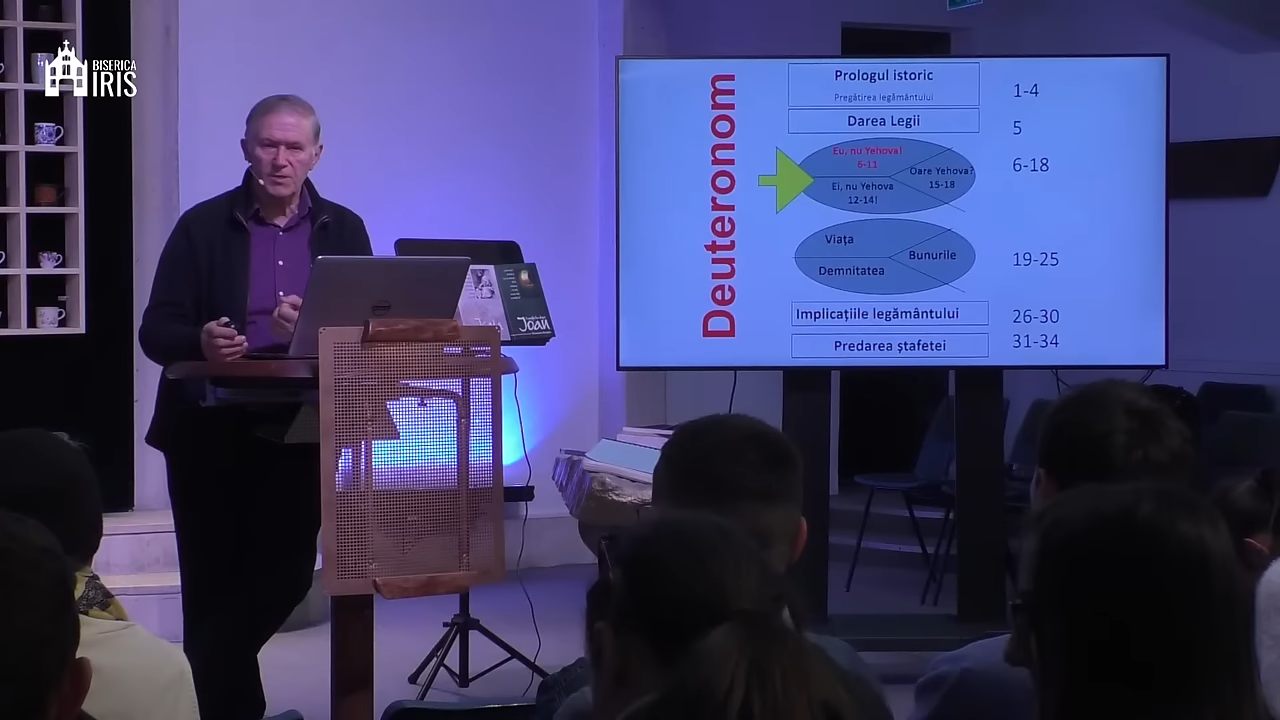 BISERICA
IRIS
Deuteronom
Prologul istoric
Pregătirea legământului
1-4
Darea Legii
5
Eu, nu Yehova!
6-11
Oare Yehova?
15-18
Ei, nu Yehova
12-14!
6-18
Viața
Bunurile
Demnitatea
19-25
Implicațiile legământului
26-30
Predarea ștafetei
31-34
Joan